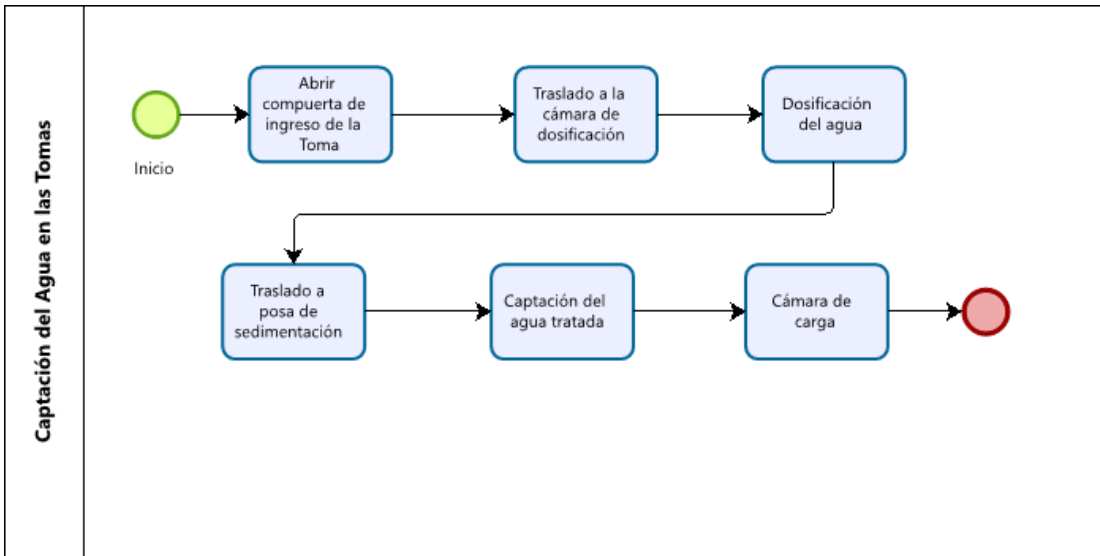 Captación del Agua en las Tomas
Inicio
Abrir
compuerta de
ingreso de la
Toma
Traslado a la
cámara de
dosificación
Dosificación
del agua
Traslado a
posa de
sedimentación
Captación del
agua tratada
Cámara de
carga